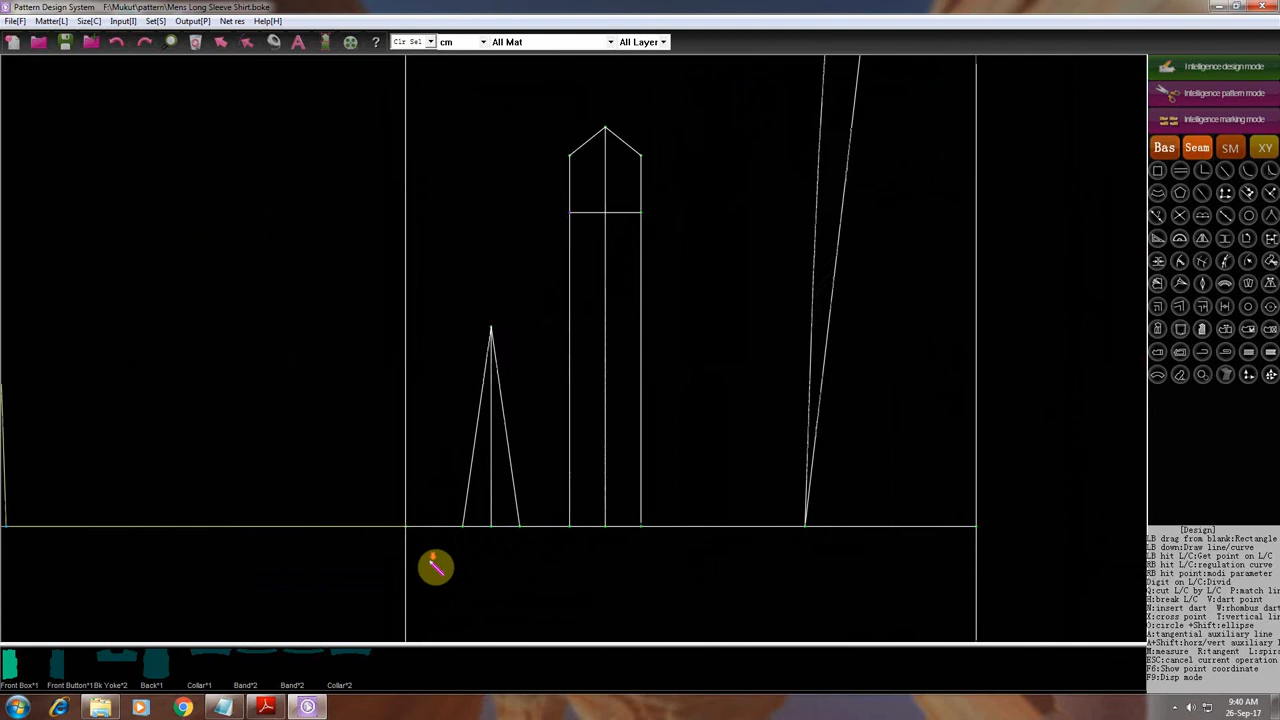 Pattern Design System F:\Mukut\pattern\Mens Long Sleeve Shirt.boke
File[F] Matter[L] Size[C] Input[I] Set[S] Output[P] Net res Help[H]
Clr Sel cm All Mat All Layer
Intelligence design mode
Intelligence pattern mode
Intelligence marking mode
Bas Seam SM XY
[Design]
LB drag from blank:Rectangle
LB down:Draw line/curve
LB hit L/C:Get point on L/C
RB hit L/C:regulation curve
RB hit point:modi parameter
Digit on L/C:Divid
Q:cut L/C by L/C P:match lin
H:break L/C V:dart point
N:insert dart W:rhombus dart
X:cross point T:vertical lin
O:circle +Shift:ellipse
A:tangential auxiliary line
A+Shift:horz/vert auxiliary l
M:measure R:tangent L:spira
ESC:cancel current operation
F6:Show point coordinate
F9:Disp mode
Front Box*1 Front Button*1 Bk Yoke*2 Back*1 Collar*1 Band*2 Band*2 Collar*2
9:40 AM
26-Sep-17